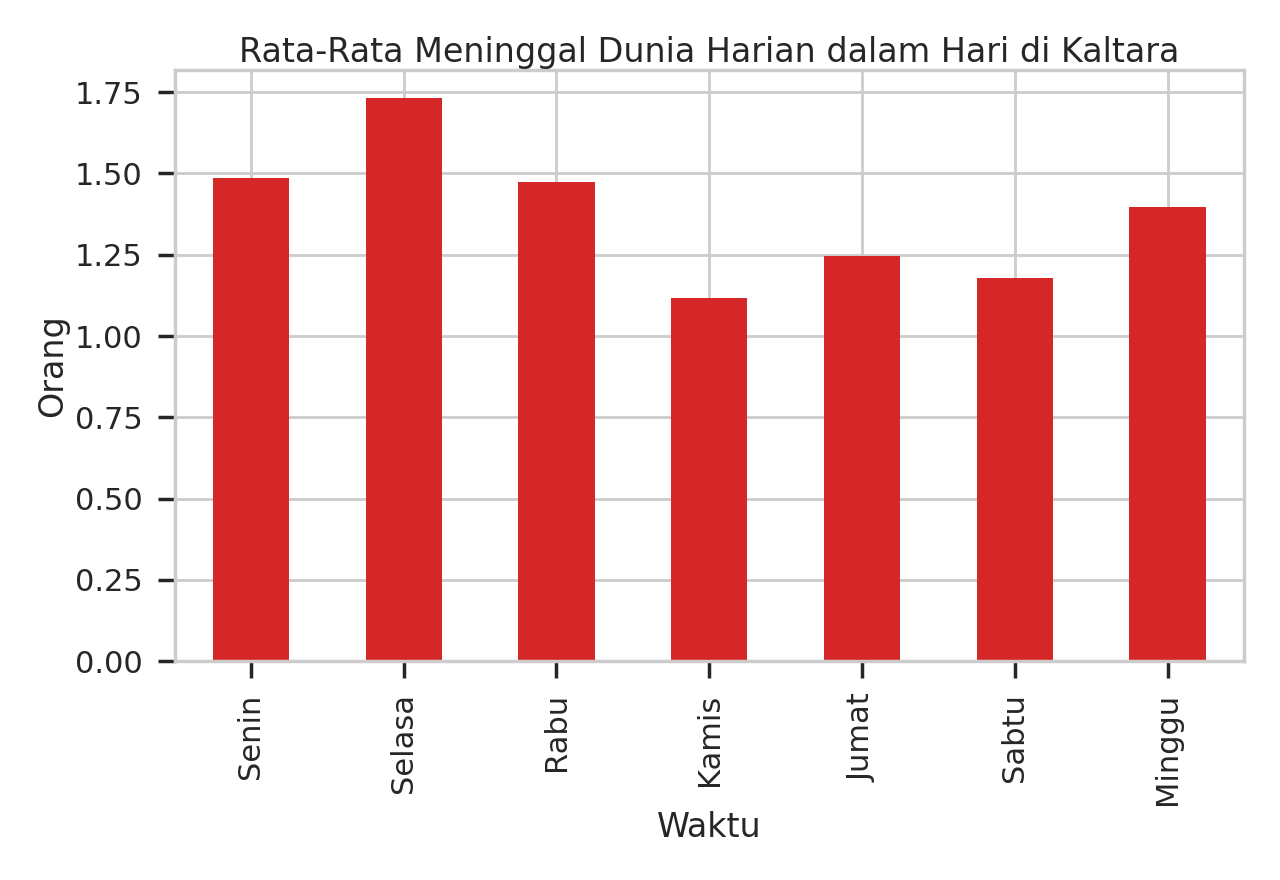 Rata-Rata Meninggal Dunia Harian dalam Hari di Kaltara
1.75
1.50
1.25
1.00
0.75
0.50
0.25
0.00
Orang
Senin
Selasa
Rabu
Kamis
Jumat
Sabtu
Minggu
Waktu